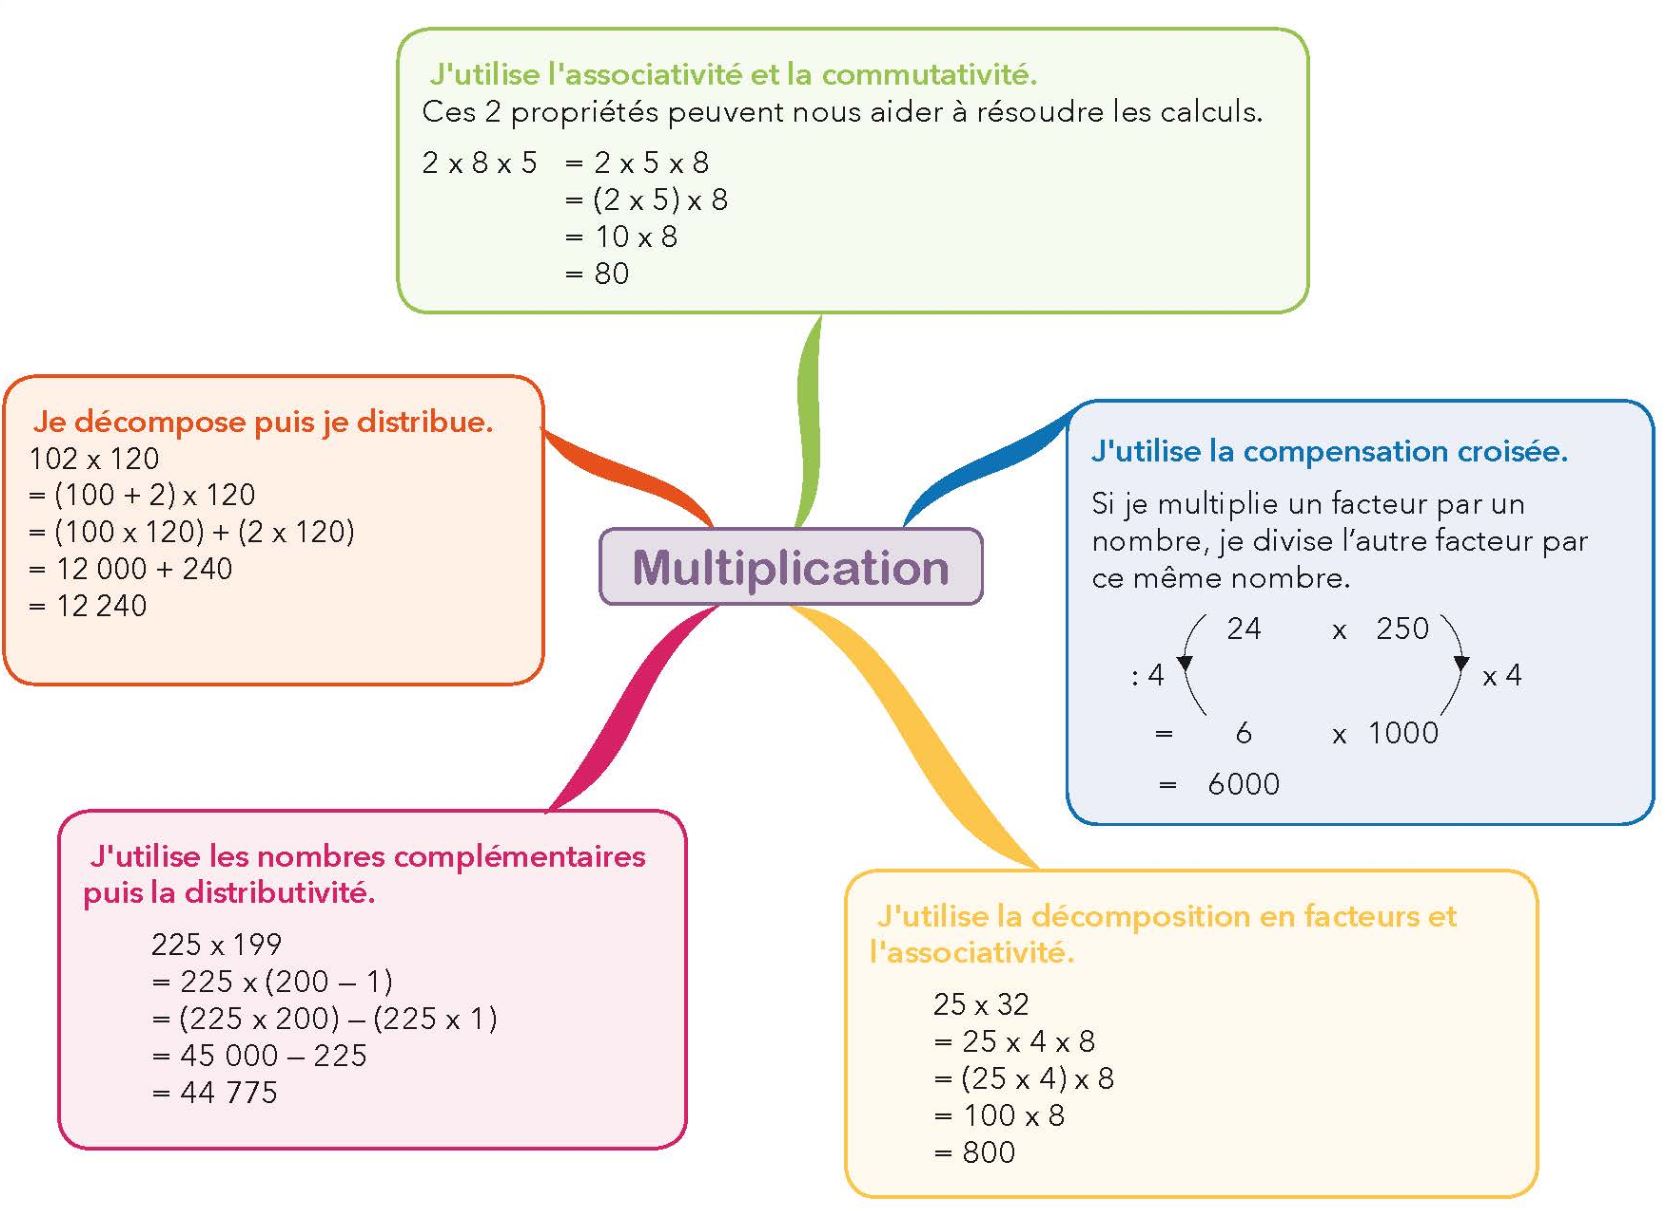 J'utilise l'associativité et la commutativité.
Ces 2 propriétés peuvent nous aider à résoudre les calculs.
2 x 8 x 5 = 2 x 5 x 8
= (2 x 5) x 8
= 10 x 8
= 80
Je décompose puis je distribue.
102 x 120
= (100 + 2) x 120
= (100 x 120) + (2 x 120)
= 12 000 + 240
= 12 240
Multiplication
J'utilise la compensation croisée.
Si je multiplie un facteur par un
nombre, je divise l’autre facteur par
ce même nombre.
24 x 250
: 4 x 4
= 6 x 1000
= 6000
J'utilise les nombres complémentaires
puis la distributivité.
225 x 199
= 225 x (200 – 1)
= (225 x 200) – (225 x 1)
= 45 000 – 225
= 44 775
J'utilise la décomposition en facteurs et
l'associativité.
25 x 32
= 25 x 4 x 8
= (25 x 4) x 8
= 100 x 8
= 800